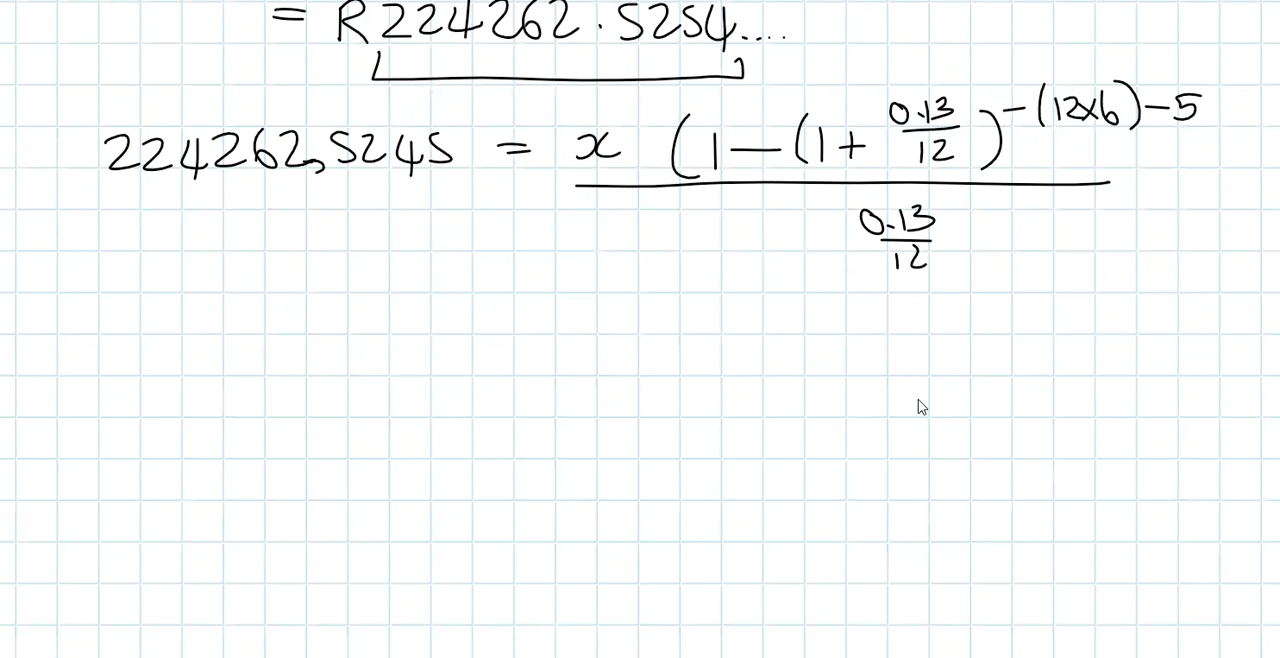 = R224262.5254....
224262,5245 = x (1-(1+ 0.13/12)^-(12x6)-5
0.13/12